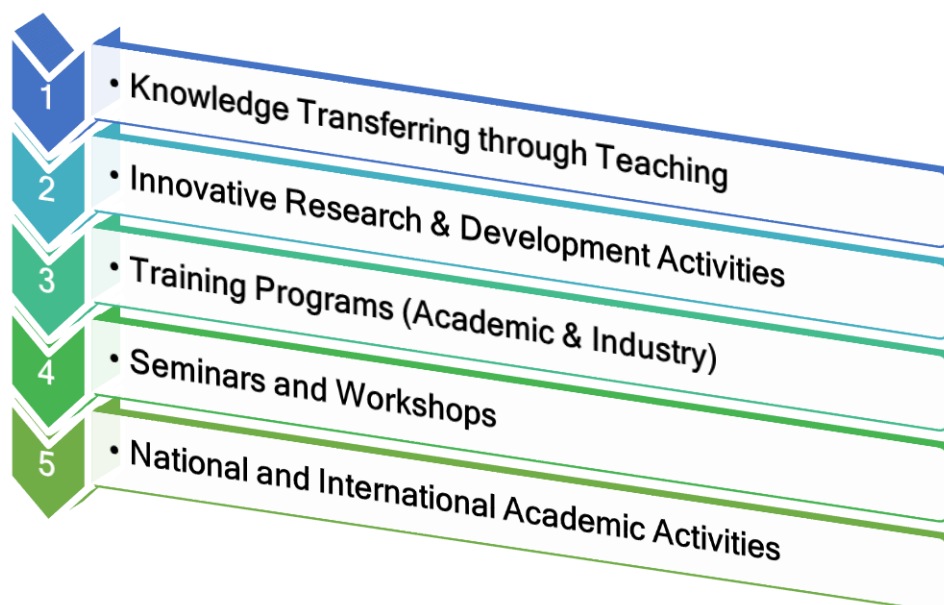 1
• Knowledge Transferring through Teaching
2
• Innovative Research & Development Activities
3
• Training Programs (Academic & Industry)
4
• Seminars and Workshops
5
• National and International Academic Activities